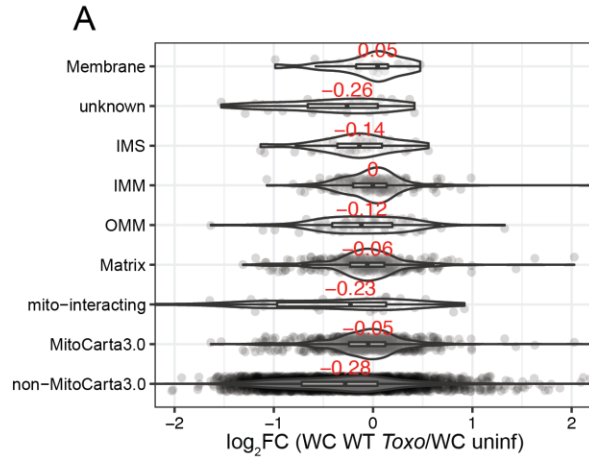 A
Membrane
0.05
unknown
−0.26
IMS
−0.14
IMM
0
OMM
−0.12
Matrix
−0.06
mito−interacting
−0.23
MitoCarta3.0
−0.05
non−MitoCarta3.0
−0.28
−2 −1 0 1 2
log₂FC (WC WT Toxo/WC uninf)